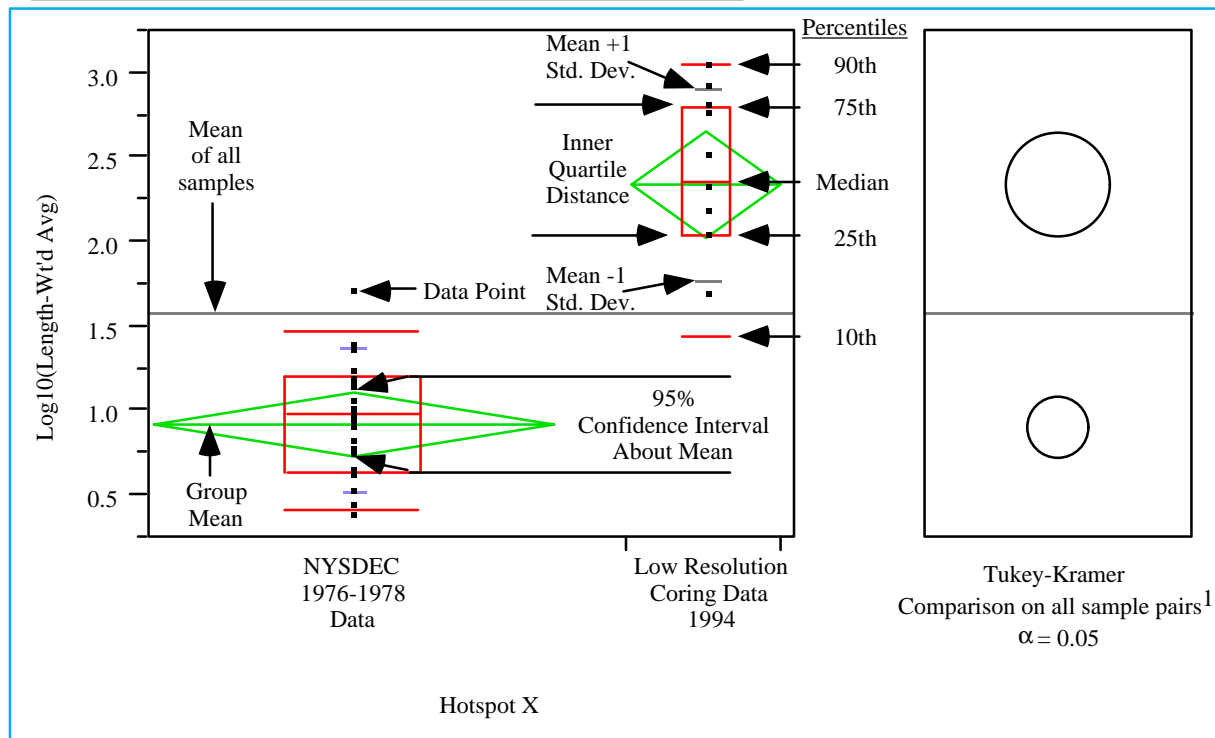 Percentiles
Mean +1
Std. Dev.
90th
75th
Median
25th
10th
3.0
2.5
2.0
1.5
1.0
0.5
Log10(Length-Wt'd Avg)
Mean
of all
samples
Inner
Quartile
Distance
Data Point
Mean -1
Std. Dev.
95%
Confidence Interval
About Mean
Group
Mean
NYSDEC
1976-1978
Data
Low Resolution
Coring Data
1994
Tukey-Kramer
Comparison on all sample pairs1
α = 0.05
Hotspot X